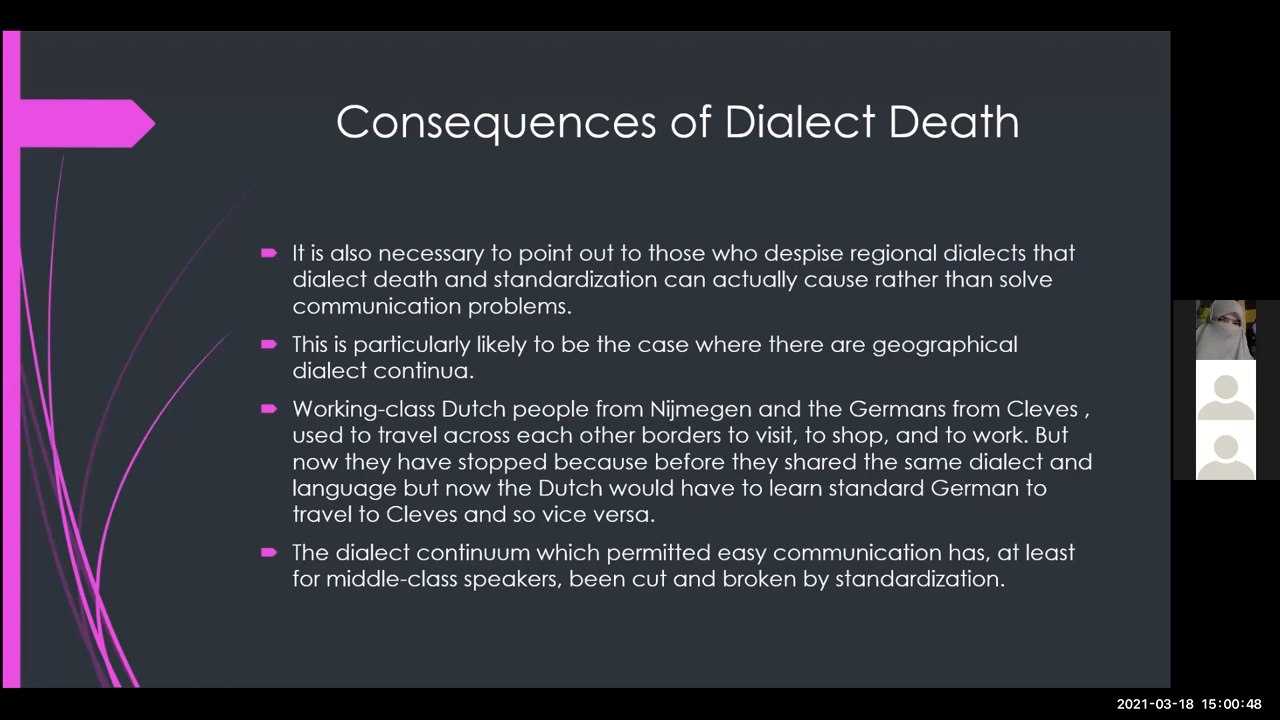 Consequences of Dialect Death
It is also necessary to point out to those who despise regional dialects that
dialect death and standardization can actually cause rather than solve
communication problems.
This is particularly likely to be the case where there are geographical
dialect continua.
Working-class Dutch people from Nijmegen and the Germans from Cleves ,
used to travel across each other borders to visit, to shop, and to work. But
now they have stopped because before they shared the same dialect and
language but now the Dutch would have to learn standard German to
travel to Cleves and so vice versa.
The dialect continuum which permitted easy communication has, at least
for middle-class speakers, been cut and broken by standardization.
2021-03-18 15:00:48